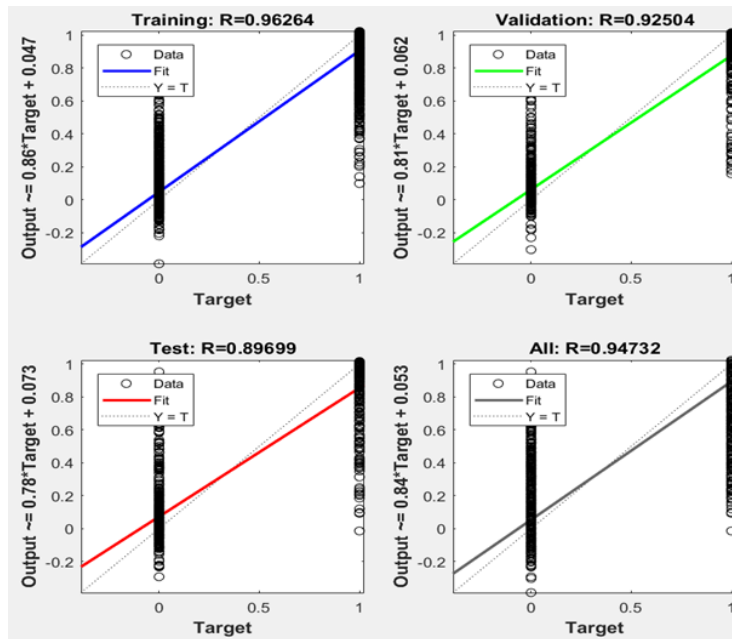 Training: R=0.96264
Output ~= 0.86*Target + 0.047
1
0.8
0.6
0.4
0.2
0
-0.2
Data
Fit
Y = T
0 0.5 1
Target
Validation: R=0.92504
Output ~= 0.81*Target + 0.062
1
0.8
0.6
0.4
0.2
0
-0.2
Data
Fit
Y = T
0 0.5 1
Target
Test: R=0.89699
Output ~= 0.78*Target + 0.073
1
0.8
0.6
0.4
0.2
0
-0.2
Data
Fit
Y = T
0 0.5 1
Target
All: R=0.94732
Output ~= 0.84*Target + 0.053
1
0.8
0.6
0.4
0.2
0
-0.2
Data
Fit
Y = T
0 0.5 1
Target